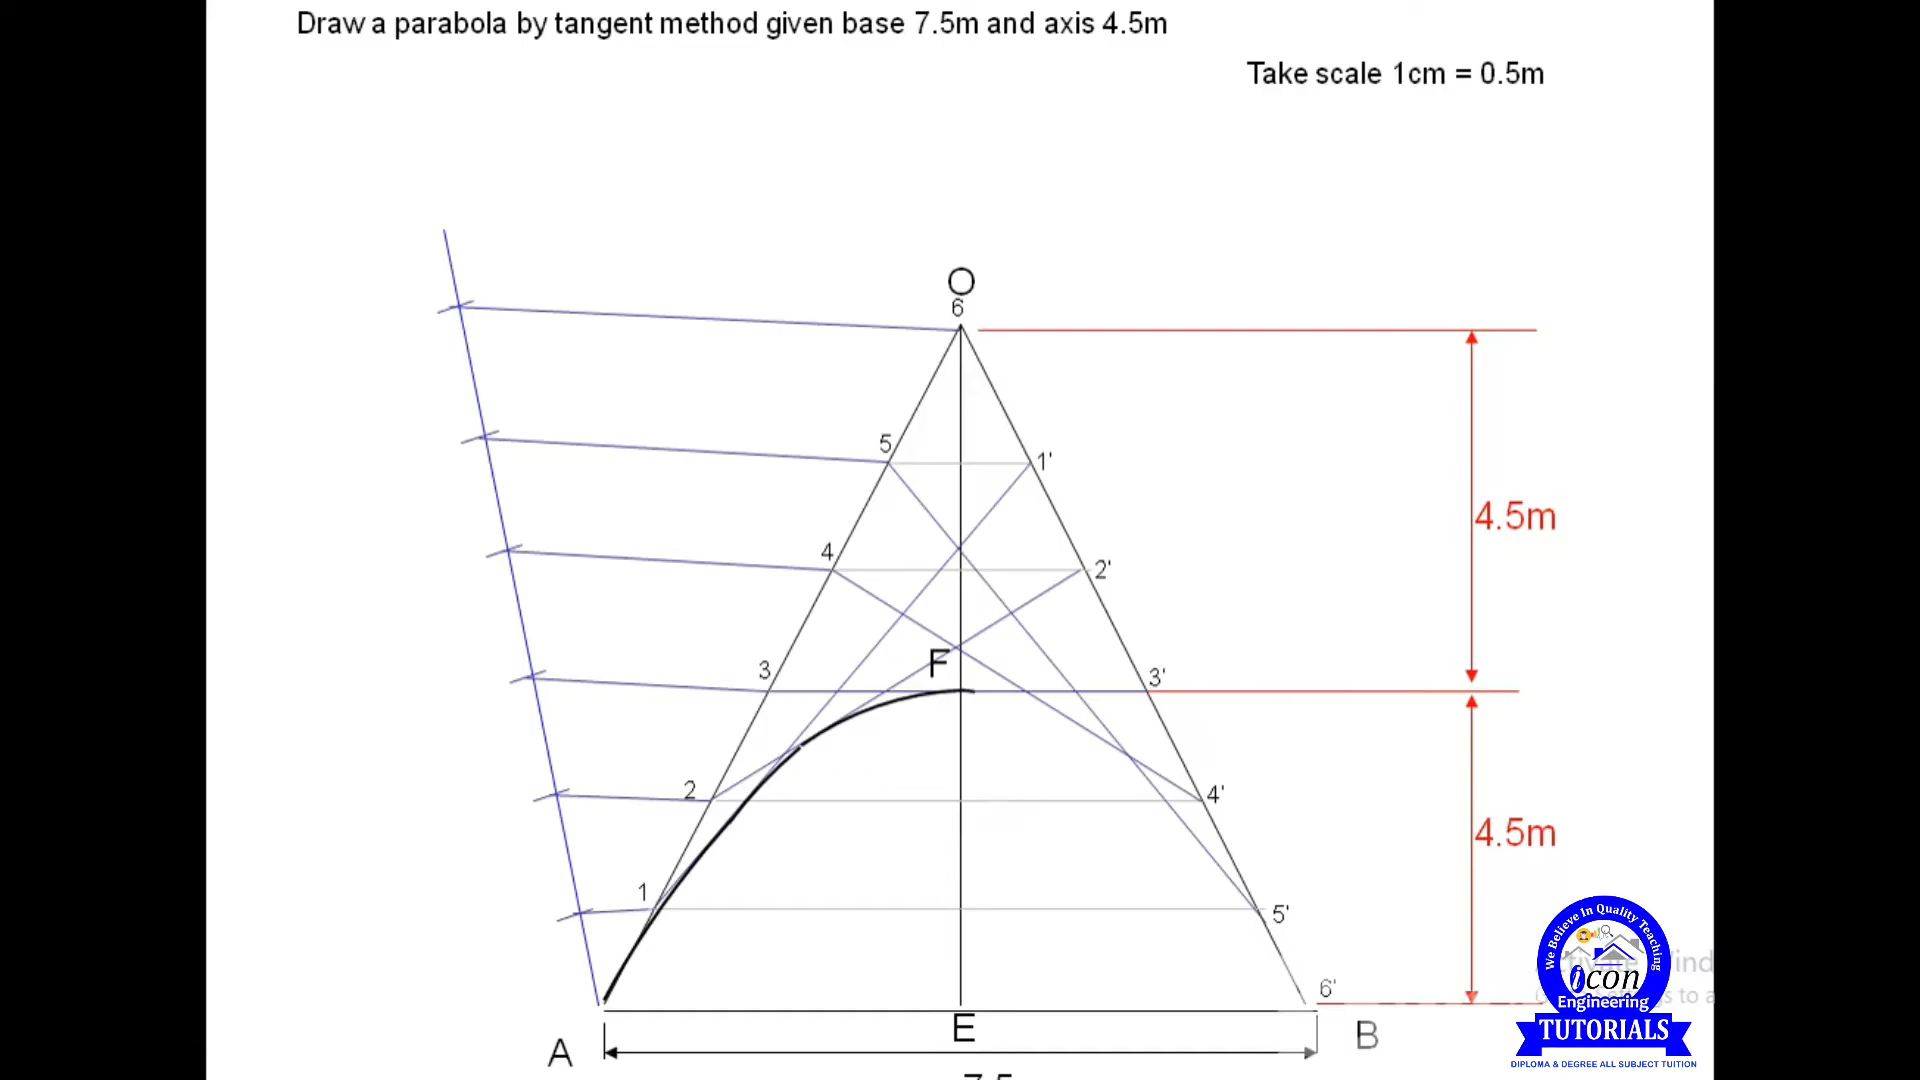 Draw a parabola by tangent method given base 7.5m and axis 4.5m
Take scale 1cm = 0.5m
O
6
5
1'
4
2'
4.5m
F
3
3'
2
4'
4.5m
1
5'
6'
A
E
B
We Believe In Quality Teaching
icon
Engineering
TUTORIALS
DIPLOMA & DEGREE ALL SUBJECT TUITION